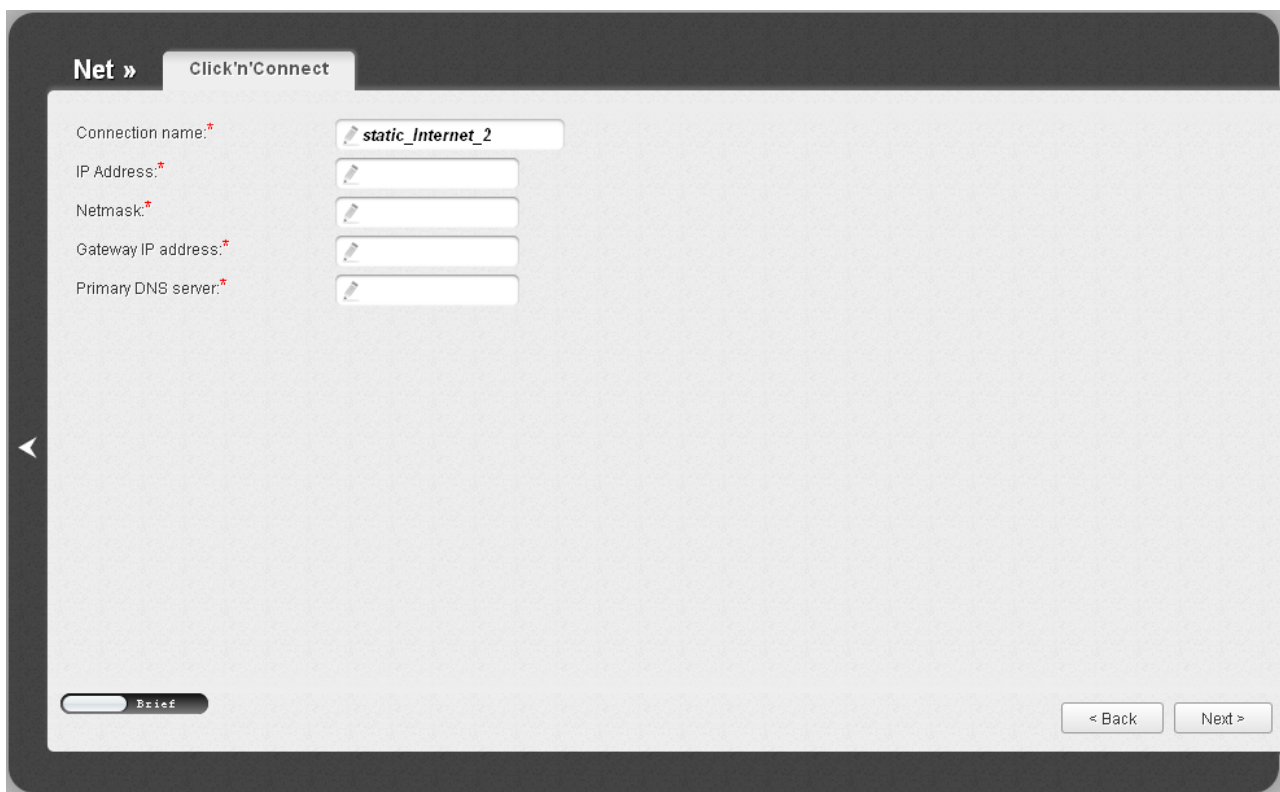 Net »
Click'n'Connect
Connection name:*
static_Internet_2
IP Address:*
Netmask:*
Gateway IP address:*
Primary DNS server:*
Brief
< Back
Next >